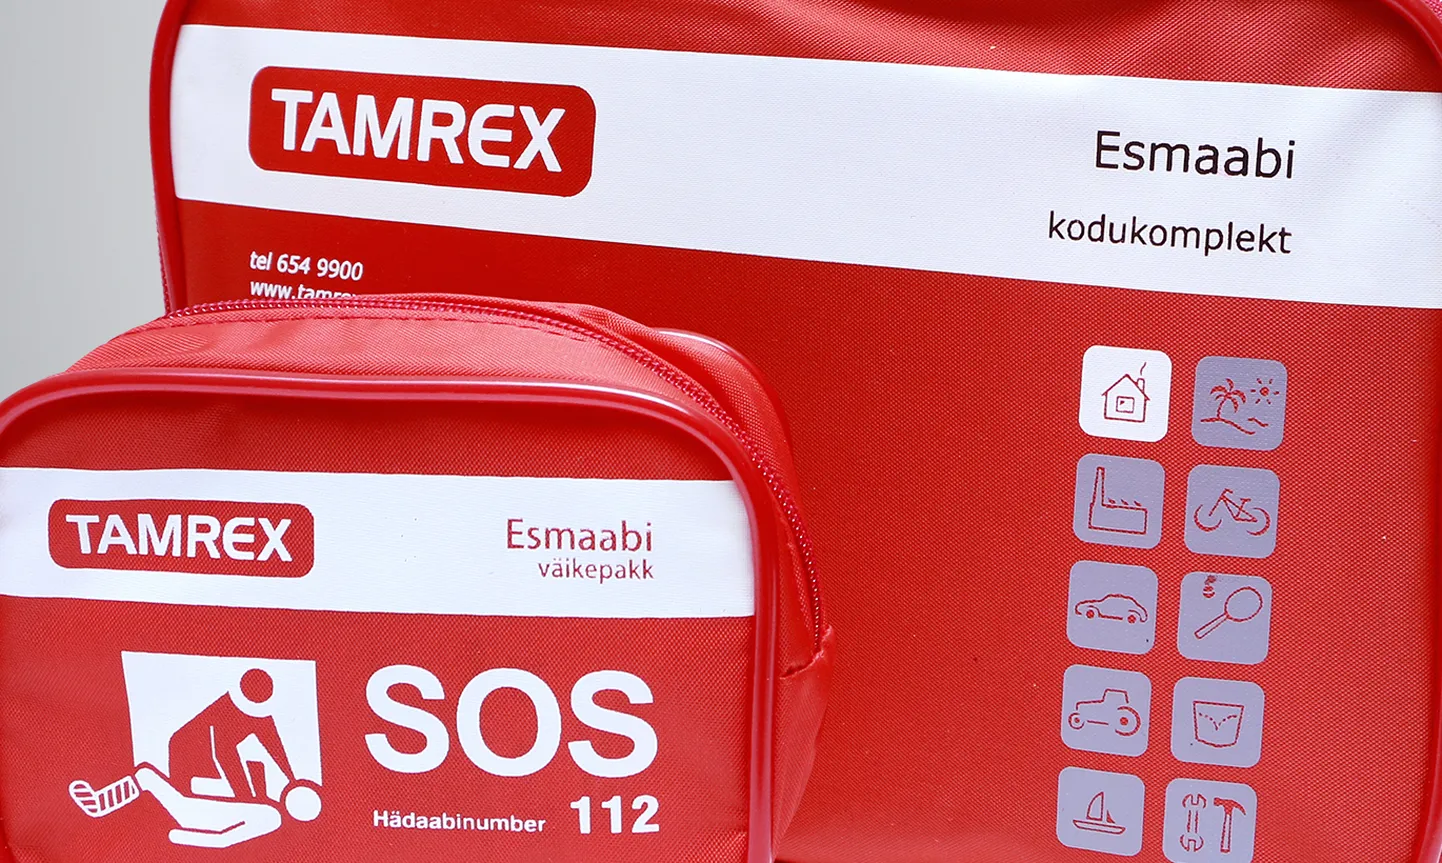 TAMREX
Esmaabi
kodukomplekt
tel 654 9900
TAMREX
Esmaabi
väikepakk
SOS
Hädaabinumber 112